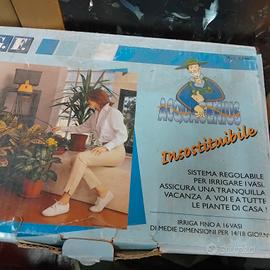 G.F.
ACQUAGENIUS
Insostituibile
SISTEMA REGOLABILE
PER IRRIGARE I VASI.
ASSICURA UNA TRANQUILLA
VACANZA A VOI E A TUTTE
LE PIANTE DI CASA!
IRRIGA FINO A 16 VASI
DI MEDIE DIMENSIONI PER 14/18 GIORNI